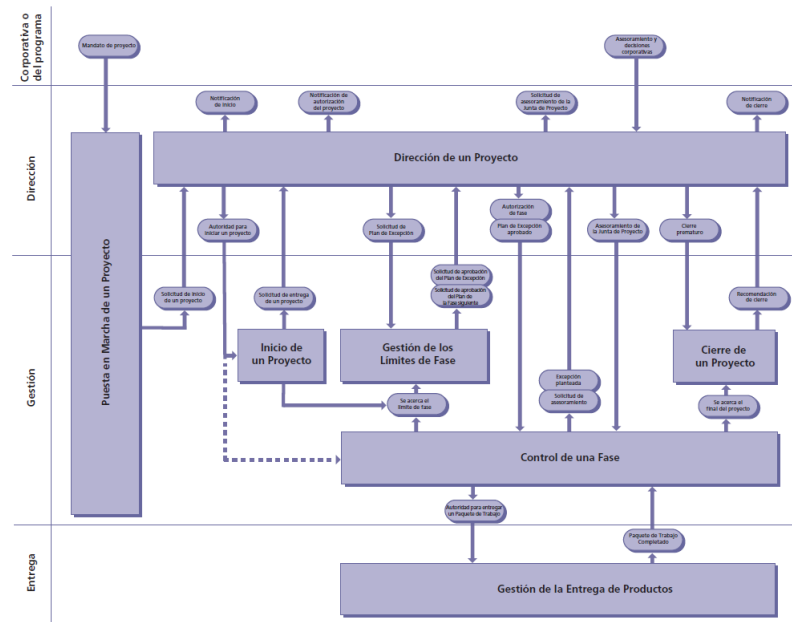 Corporativa o
del programa
Mandato de proyecto
Asesoramiento y
decisiones
corporativas
Dirección
Notificación
de inicio
Notificación de
autorización
del proyecto
Solicitud de
asesoramiento de la
Junta de Proyecto
Notificación
de cierre
Dirección de un Proyecto
Autoridad para
iniciar un proyecto
Solicitud de
Plan de Excepción
Autorización
de fase
Plan de Excepción
aprobado
Asesoramiento de
la Junta de Proyecto
Cierre
prematuro
Puesta en Marcha de un Proyecto
Gestión
Solicitud de inicio
de un proyecto
Solicitud de entrega
de un proyecto
Solicitud de aprobación
del Plan de Excepción
Solicitud de aprobación
del Plan de
la Fase siguiente
Recomendación
de cierre
Inicio de
un Proyecto
Gestión de los
Límites de Fase
Cierre de
un Proyecto
Excepción
planteada
Solicitud de
asesoramiento
Se acerca el
límite de fase
Se acerca el
final del proyecto
Control de una Fase
Autoridad para entregar
un Paquete de Trabajo
Paquete de Trabajo
Completado
Entrega
Gestión de la Entrega de Productos